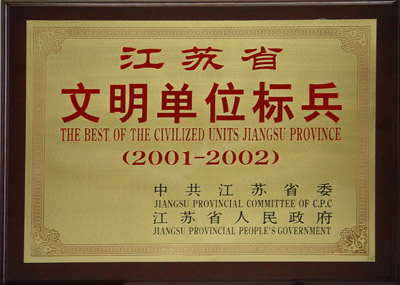 江苏省
文明单位标兵
THE BEST OF THE CIVILIZED UNITS JIANGSU PROVINCE
(2001-2002)
中共江苏省委
JIANGSU PROVINCIAL COMMITTEE OF C.P.C
江苏省人民政府
JIANGSU PROVINCIAL PEOPLE'S GOVERNMENT